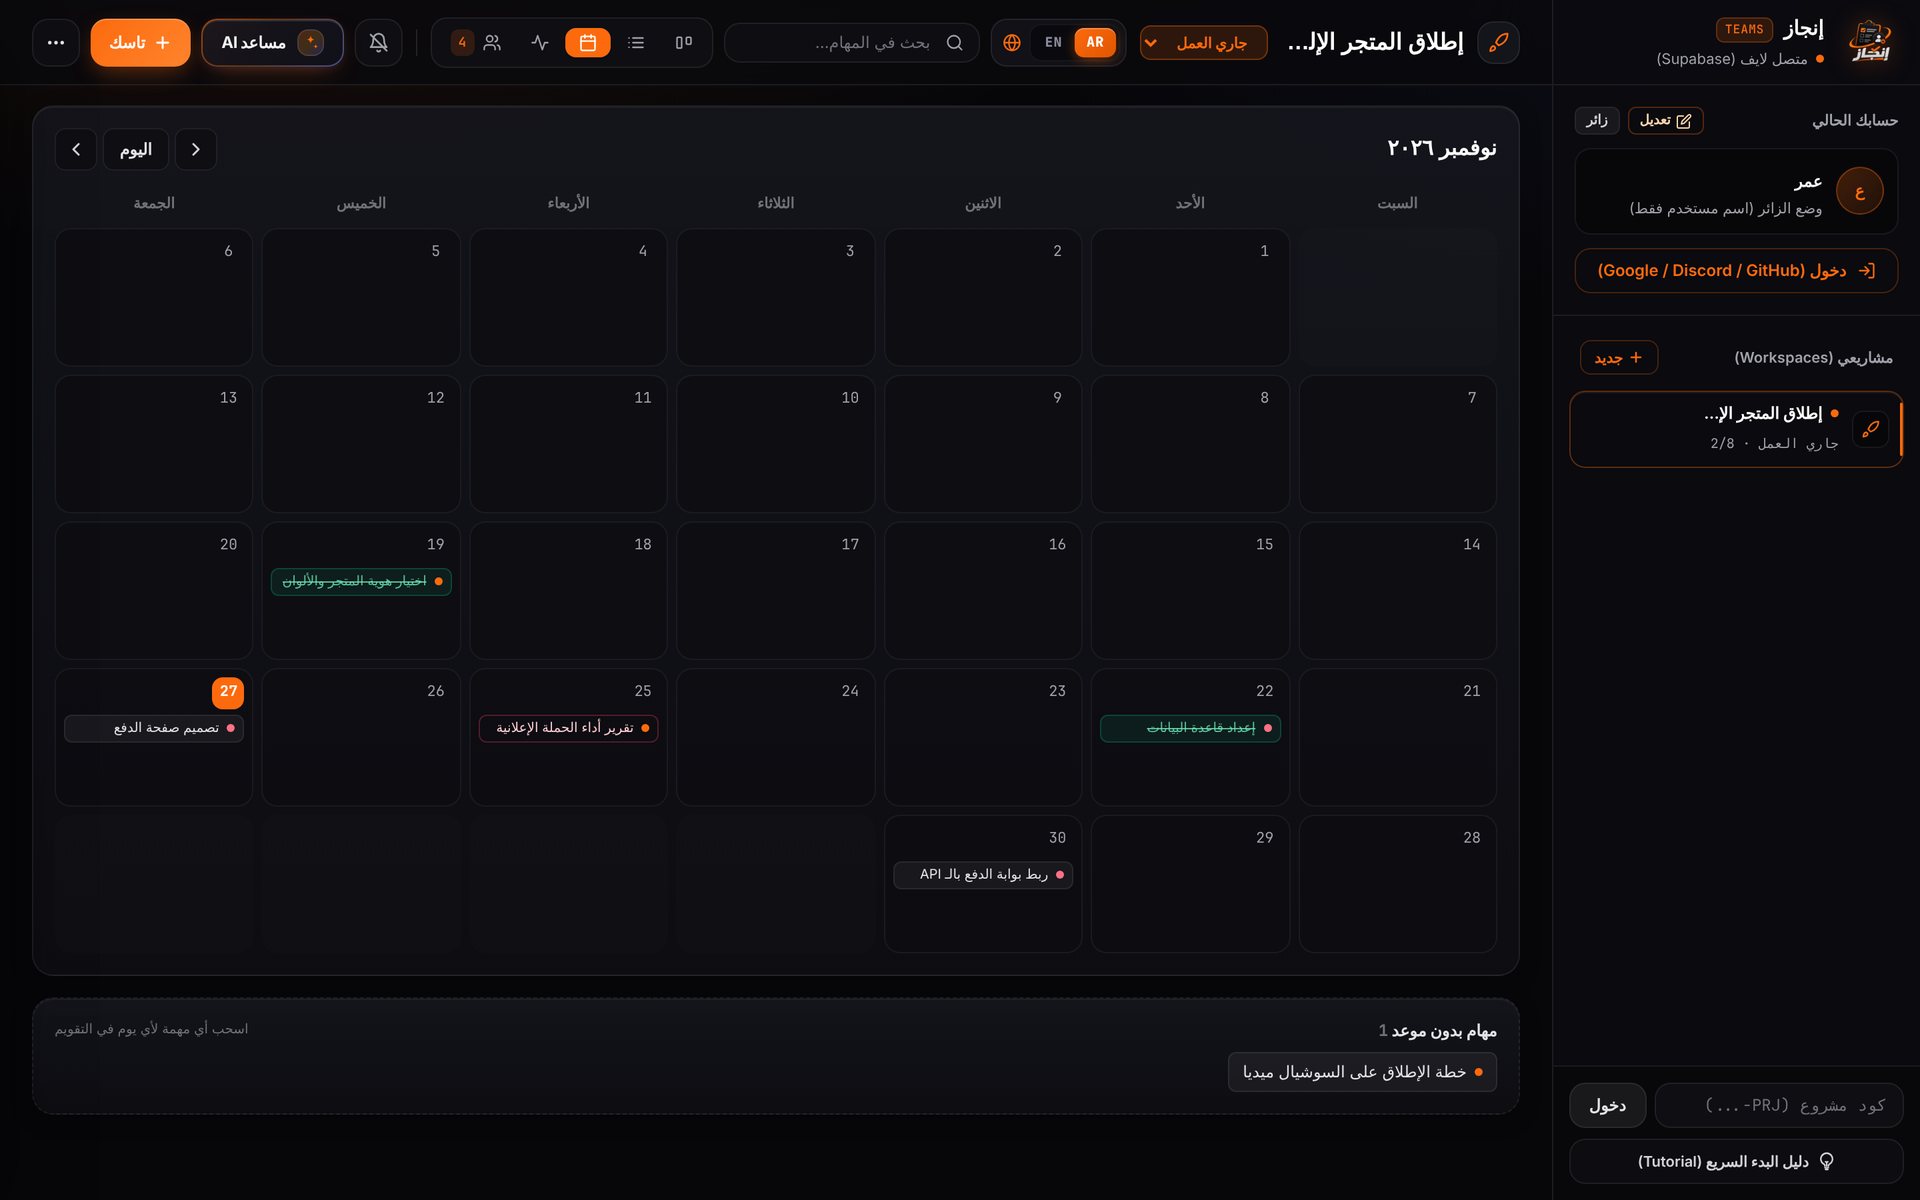 إنجاز TEAMS
متصل لايف (Supabase)
إنجاز
حسابك الحالي
تعديل
زائر
ع
عمر
وضع الزائر (اسم مستخدم فقط)
دخول (Google / Discord / GitHub)
مشاريعي (Workspaces)
جديد
إطلاق المتجر الإ...
جاري العمل · 2/8
كود مشروع (PRJ-...)
دخول
دليل البدء السريع (Tutorial)
إطلاق المتجر الإل...
جاري العمل
AR
EN
بحث في المهام...
4
مساعد AI
تاسك
نوفمبر ٢٠٢٦
اليوم
السبت الأحد الاثنين الثلاثاء الأربعاء الخميس الجمعة
1 2 3 4 5 6
7 8 9 10 11 12 13
14 15 16 17 18 19 20
اختيار هوية المتجر والألوان
21 22 23 24 25 26 27
إعداد قاعدة البيانات
تقرير أداء الحملة الإعلانية
تصميم صفحة الدفع
28 29 30
ربط بوابة الدفع بالـ API
مهام بدون موعد 1
اسحب أي مهمة لأي يوم في التقويم
خطة الإطلاق على السوشيال ميديا